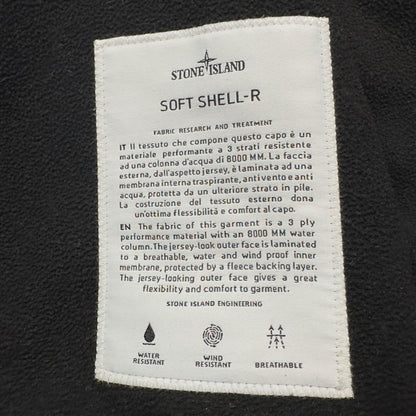 STONE ISLAND
SOFT SHELL-R
FABRIC RESEARCH AND TREATMENT
IT Il tessuto che compone questo capo è un
materiale performante a 3 strati resistente
ad una colonna d'acqua di 8000 MM. La faccia
esterna, dall'aspetto jersey, è laminata ad una
membrana interna traspirante, antivento e anti
acqua, protetta da un ulteriore strato in pile.
La costruzione del tessuto esterno dona
un'ottima flessibilità e comfort al capo.
EN The fabric of this garment is a 3 ply
performance material with an 8000 MM water
column. The jersey-look outer face is laminated
to a breathable, water and wind proof inner
membrane, protected by a fleece backing layer.
The jersey-looking outer face gives a great
flexibility and comfort to garment.
STONE ISLAND ENGINEERING
WATER RESISTANT
WIND RESISTANT
BREATHABLE